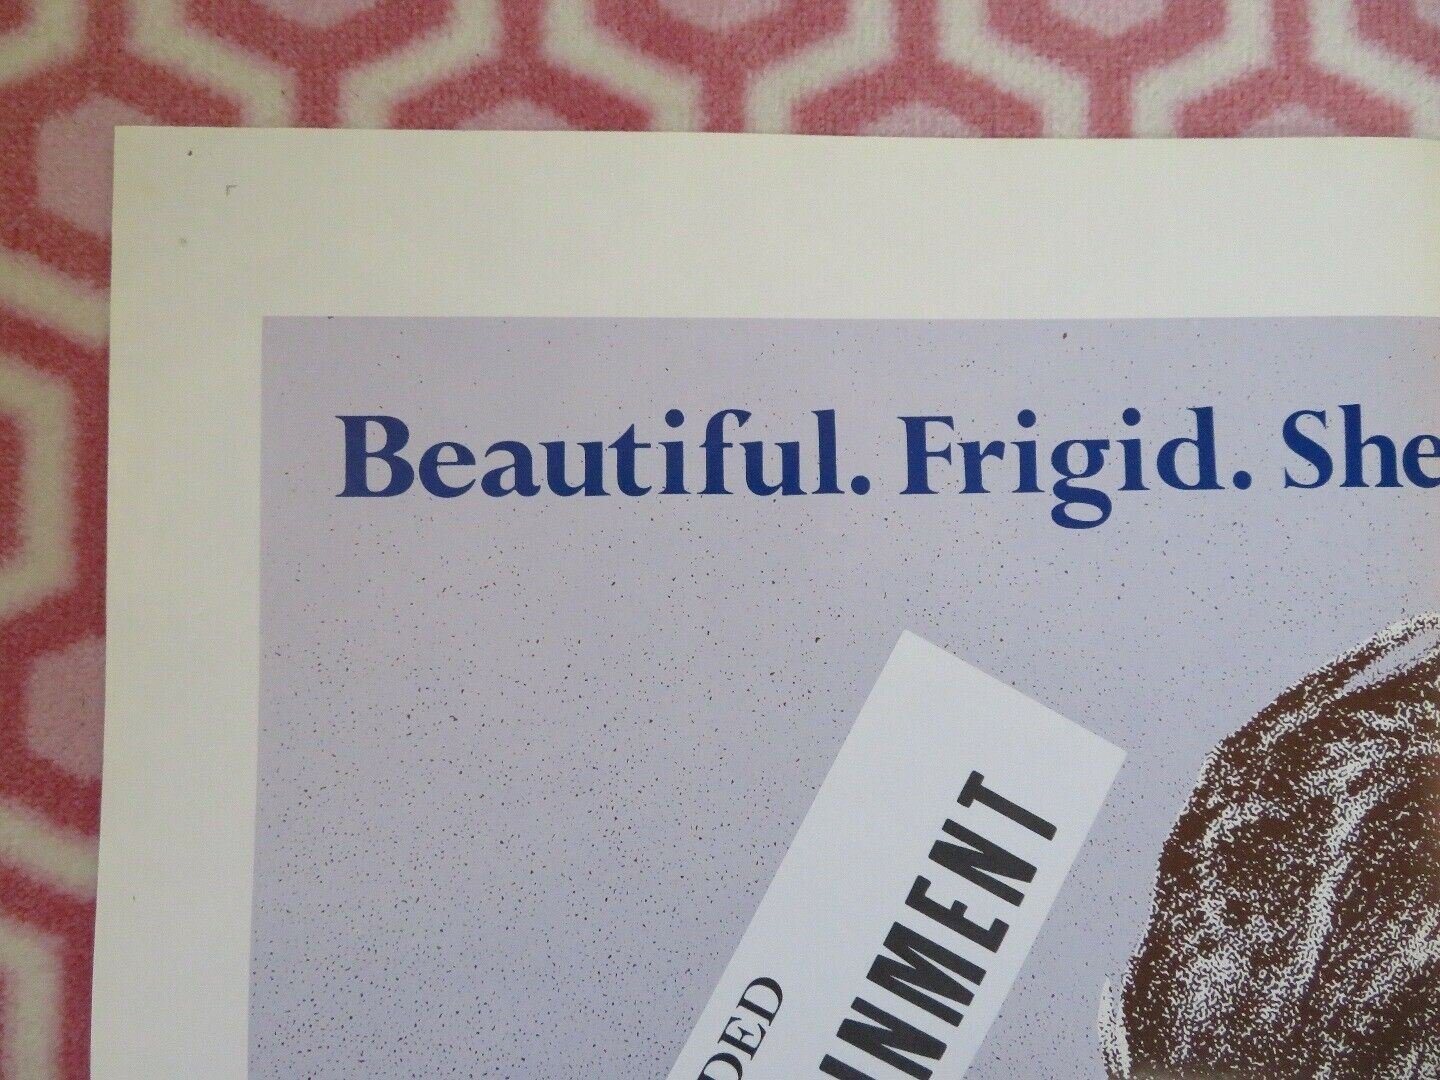 Beautiful. Frigid. She
DED
INMENT